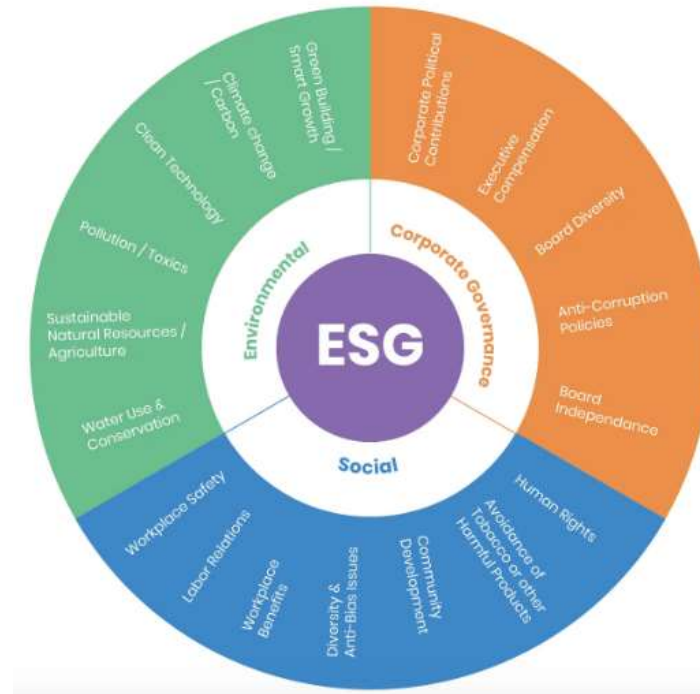 ESG
Environmental
Corporate Governance
Social
Green Building /
Smart Growth
Climate change
/ Carbon
Clean Technology
Pollution / Toxics
Sustainable
Natural Resources /
Agriculture
Water Use &
Conservation
Corporate Political
Contributions
Executive
Compensation
Board Diversity
Anti-Corruption
Policies
Board
Independance
Human Rights
Avoidance of
Tobacco or other
Harmful Products
Community
Development
Diversity &
Anti-Bias Issues
Workplace
Benefits
Labor Relations
Workplace Safety